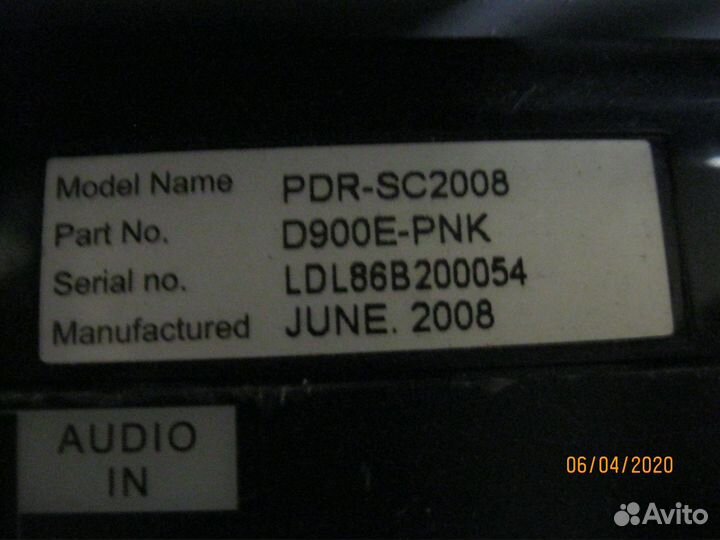 Model Name PDR-SC2008
Part No. D900E-PNK
Serial no. LDL86B200054
Manufactured JUNE. 2008
AUDIO
IN
06/04/2020
Avito